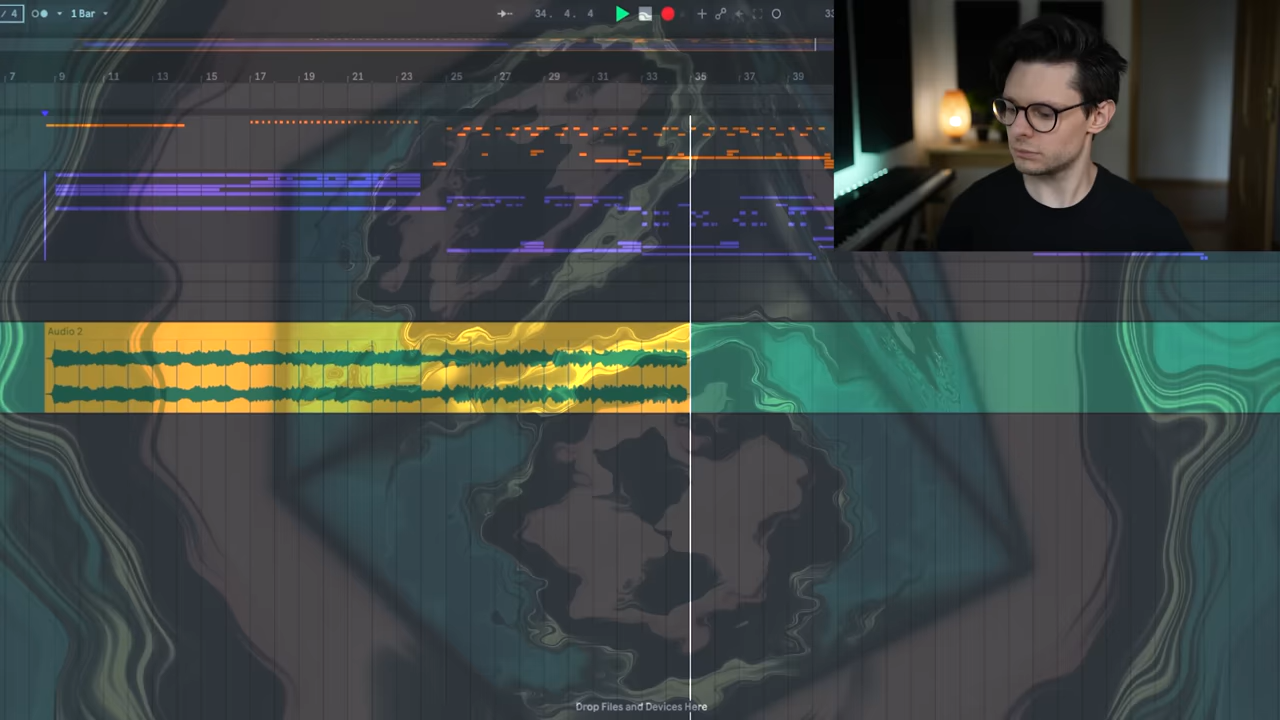 / 4 1 Bar 34. 4. 4 33
7 9 11 13 15 17 19 21 23 25 27 29 31 33 35 37 39
Audio 2
Drop Files and Devices Here